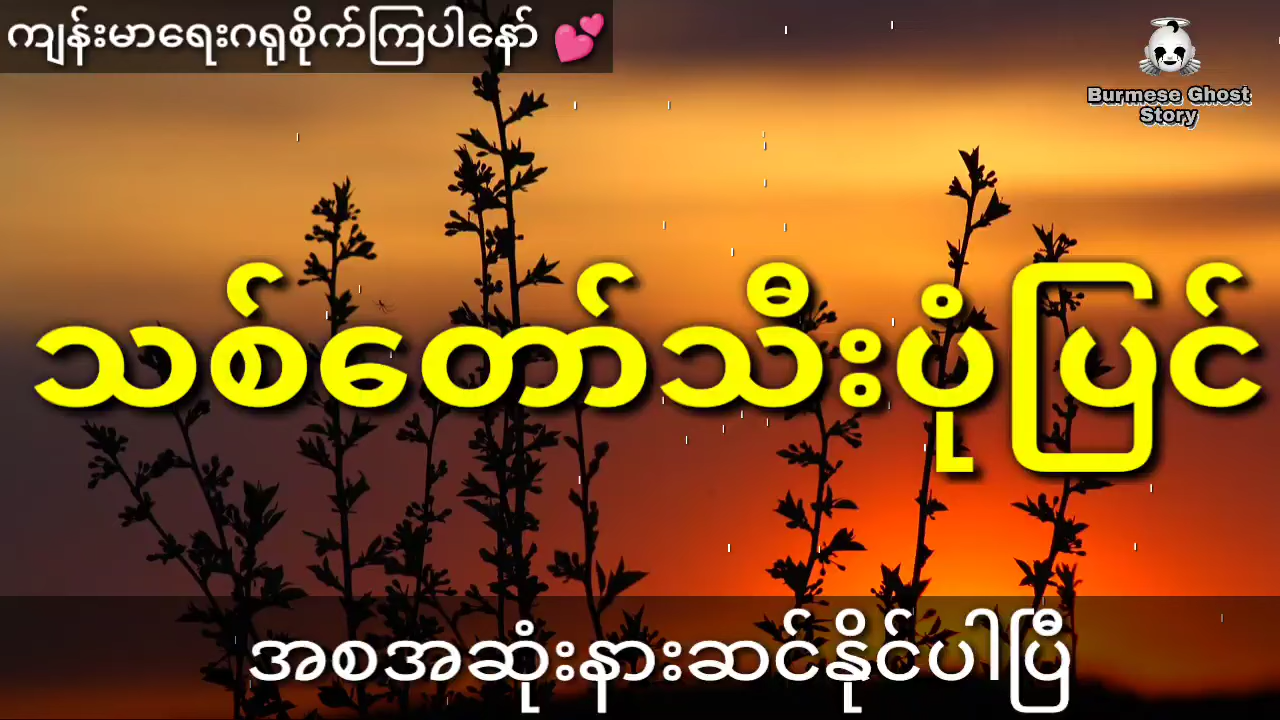 ကျန်းမာရေးဂရုစိုက်ကြပါနော် 💕
Burmese Ghost
Story
သစ်တော်သီးပုံပြင်
အစအဆုံးနားဆင်နိုင်ပါပြီ